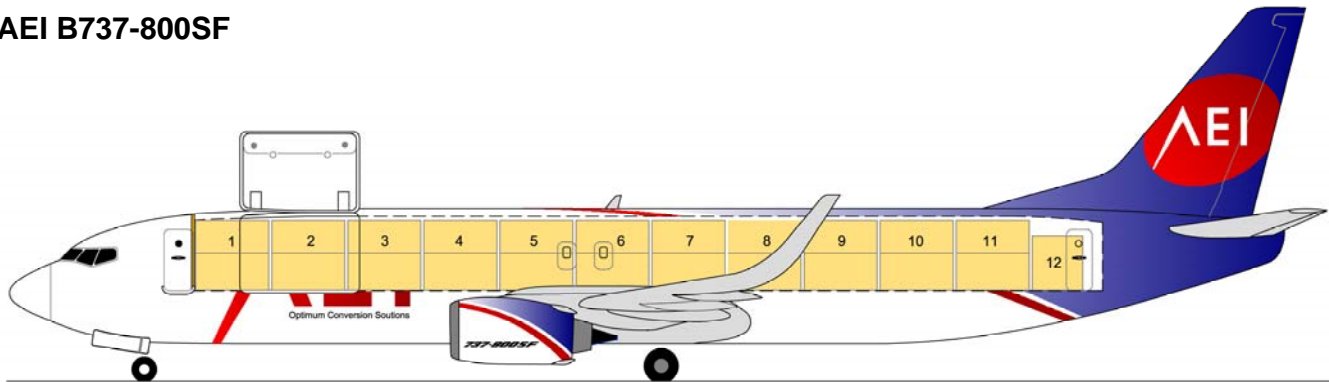 AEI B737-800SF
AEI
1 2 3 4 5 6 7 8 9 10 11
12
AEI
Optimum Conversion Soutions
737-800SF